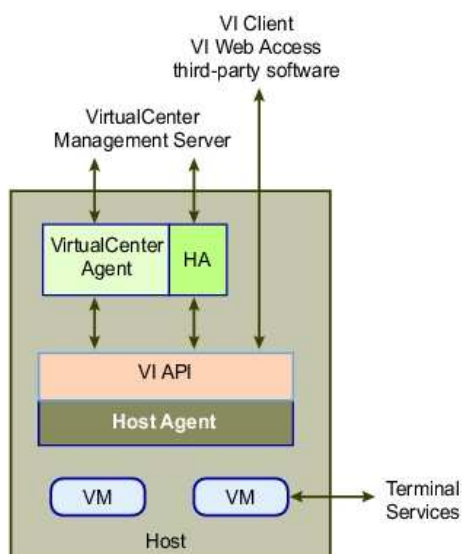 VI Client
VI Web Access
third-party software
VirtualCenter
Management Server
VirtualCenter
Agent
HA
VI API
Host Agent
VM
VM
Terminal
Services
Host